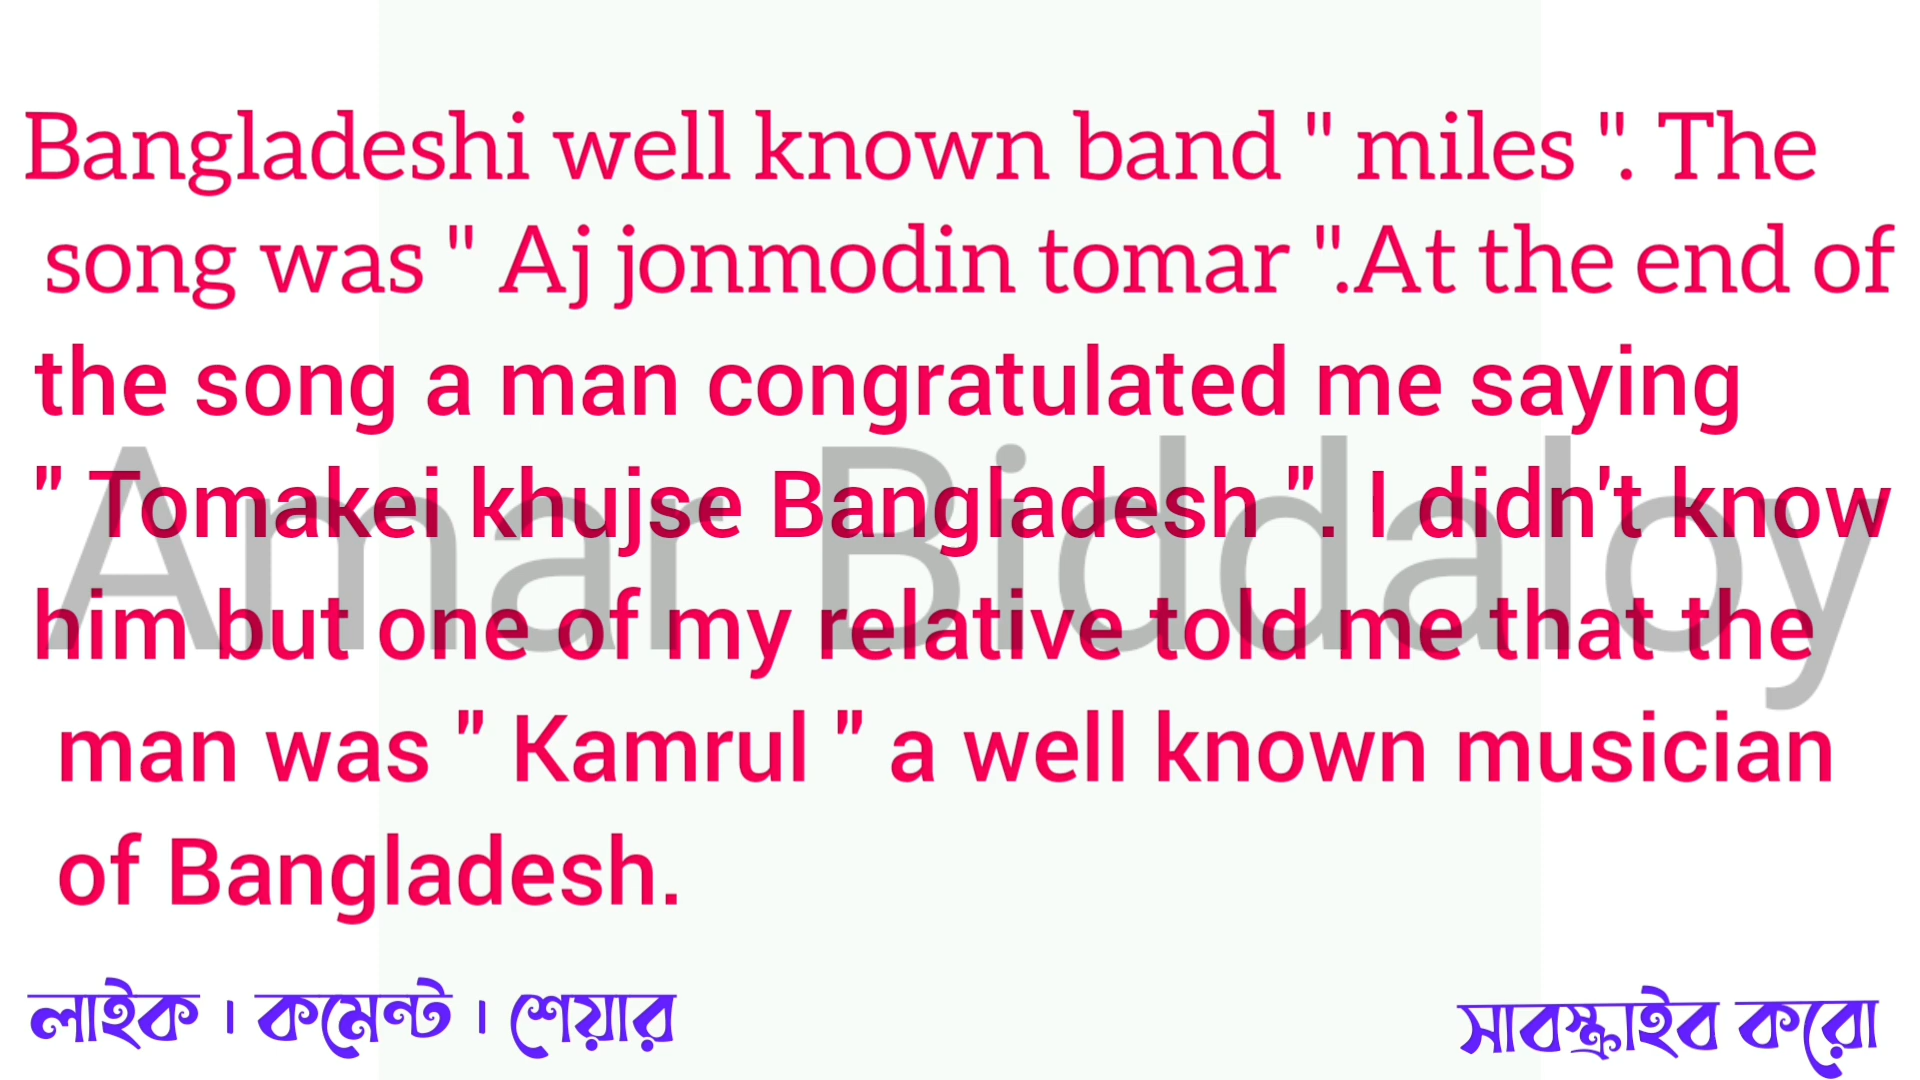 Bangladeshi well known band " miles ". The
song was " Aj jonmodin tomar ".At the end of
the song a man congratulated me saying
" Tomakei khujse Bangladesh ". I didn't know
Amar Biddaloy
him but one of my relative told me that the
man was " Kamrul " a well known musician
of Bangladesh.
লাইক । কমেন্ট । শেয়ার
সাবস্ক্রাইব করো